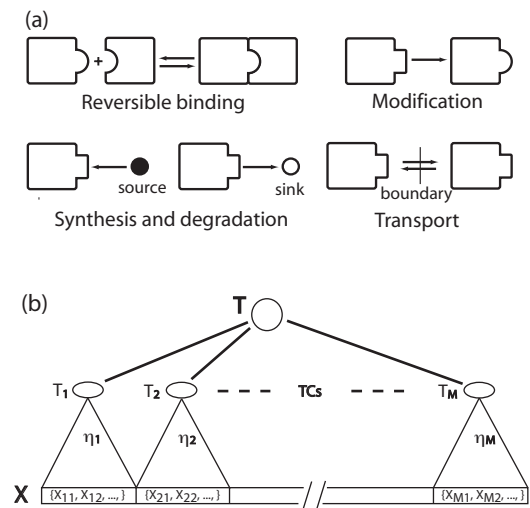 (a)
+
Reversible binding
Modification
source
sink
boundary
Synthesis and degradation
Transport
(b)
T
T1
T2
TCs
TM
η1
η2
ηM
X
{X11, X12, ..., }
{X21, X22, ..., }
{XM1, XM2, ..., }